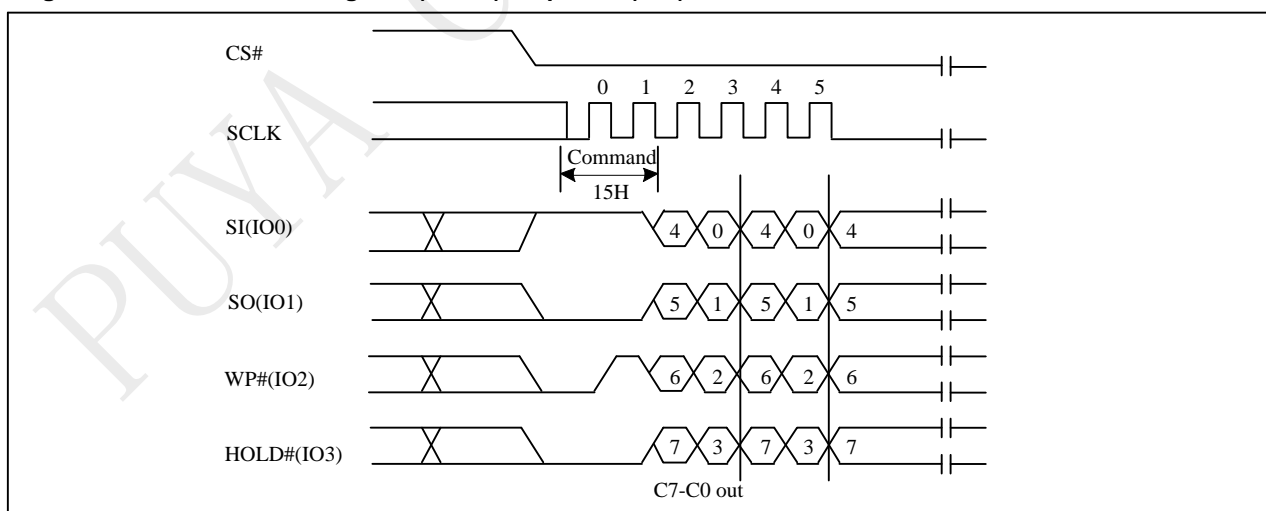 PUYA
CS#
0 1 2 3 4 5
SCLK
Command
15H
SI(IO0) 4 0 4 0 4
SO(IO1) 5 1 5 1 5
WP#(IO2) 6 2 6 2 6
HOLD#(IO3) 7 3 7 3 7
C7-C0 out